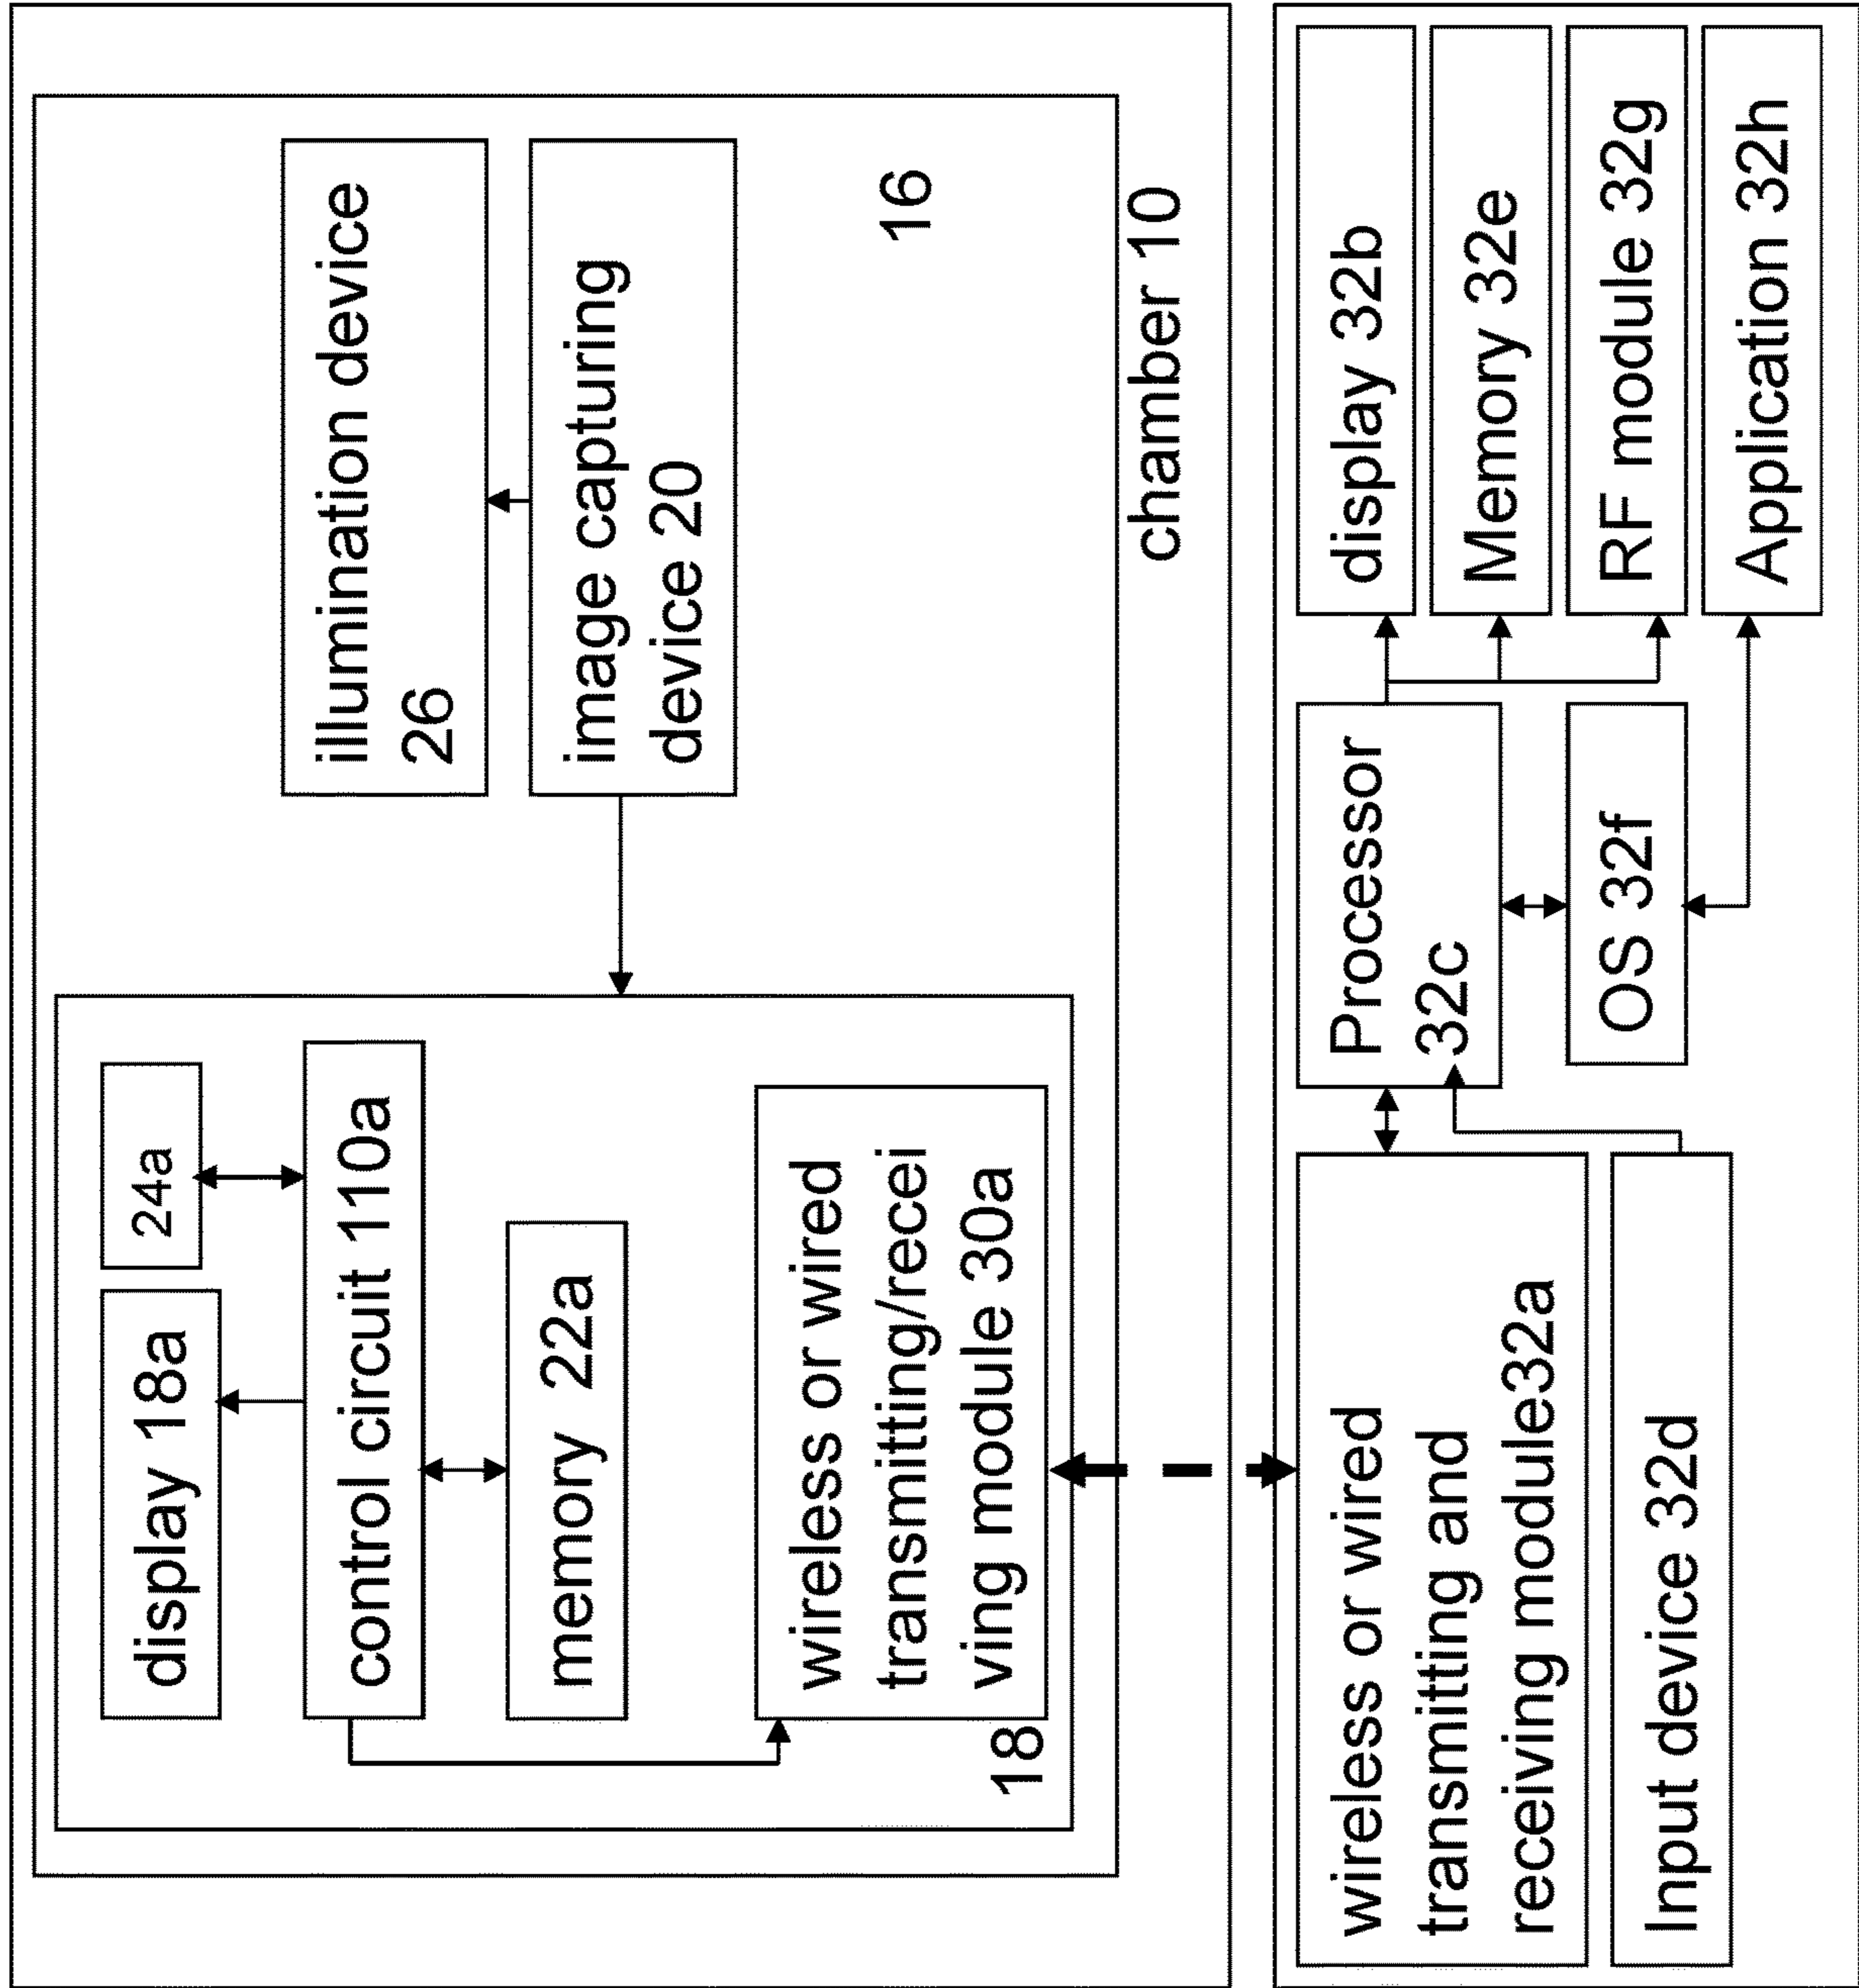 display 18a
24a
control circuit 110a
memory 22a
wireless or wired
transmitting/recei
ving module 30a
18
illumination device
26
image capturing
device 20
16
chamber 10
wireless or wired
transmitting and
receiving module32a
Input device 32d
Processor
32c
OS 32f
display 32b
Memory 32e
RF module 32g
Application 32h